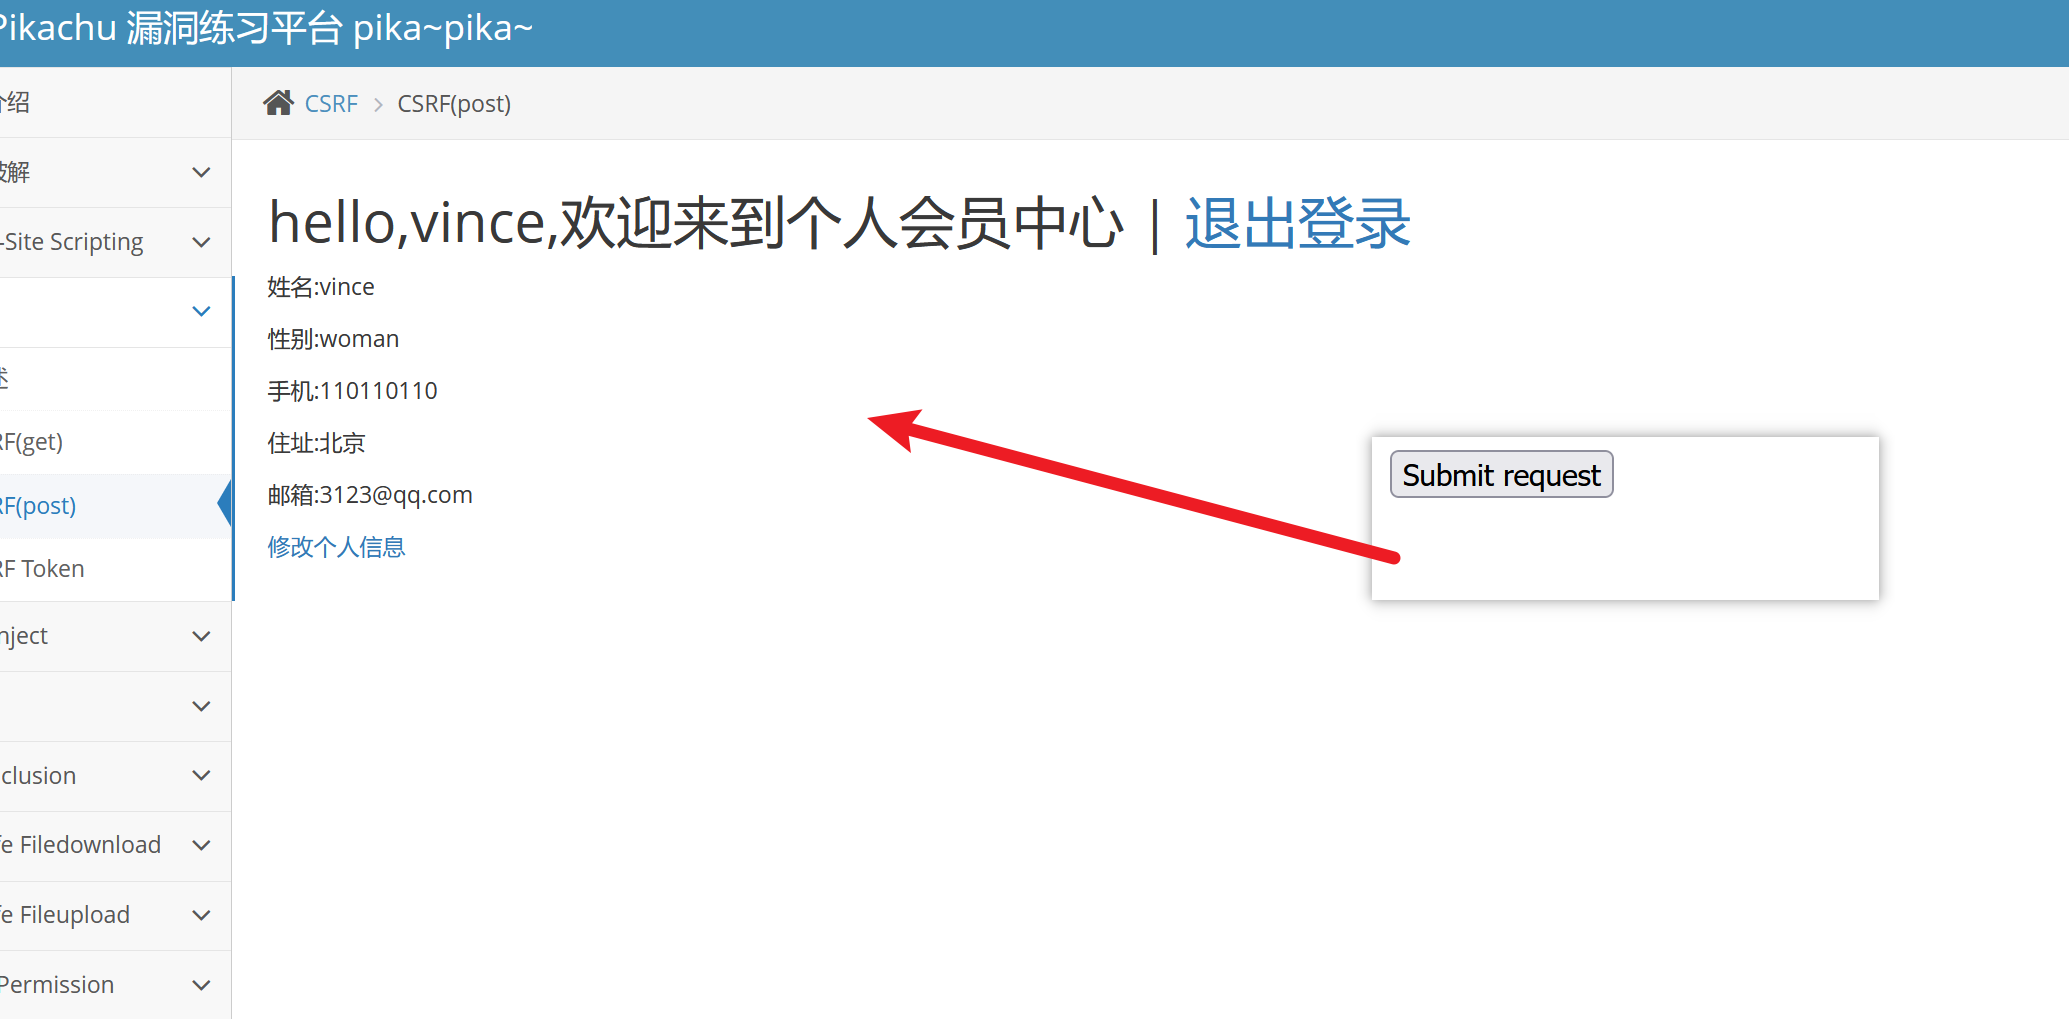 Pikachu 漏洞练习平台 pika~pika~
介绍
破解
-Site Scripting
RF(get)
RF(post)
RF Token
nject
clusion
fe Filedownload
fe Fileupload
Permission
CSRF > CSRF(post)
hello,vince,欢迎来到个人会员中心 | 退出登录
姓名:vince
性别:woman
手机:110110110
住址:北京
邮箱:3123@qq.com
修改个人信息
Submit request